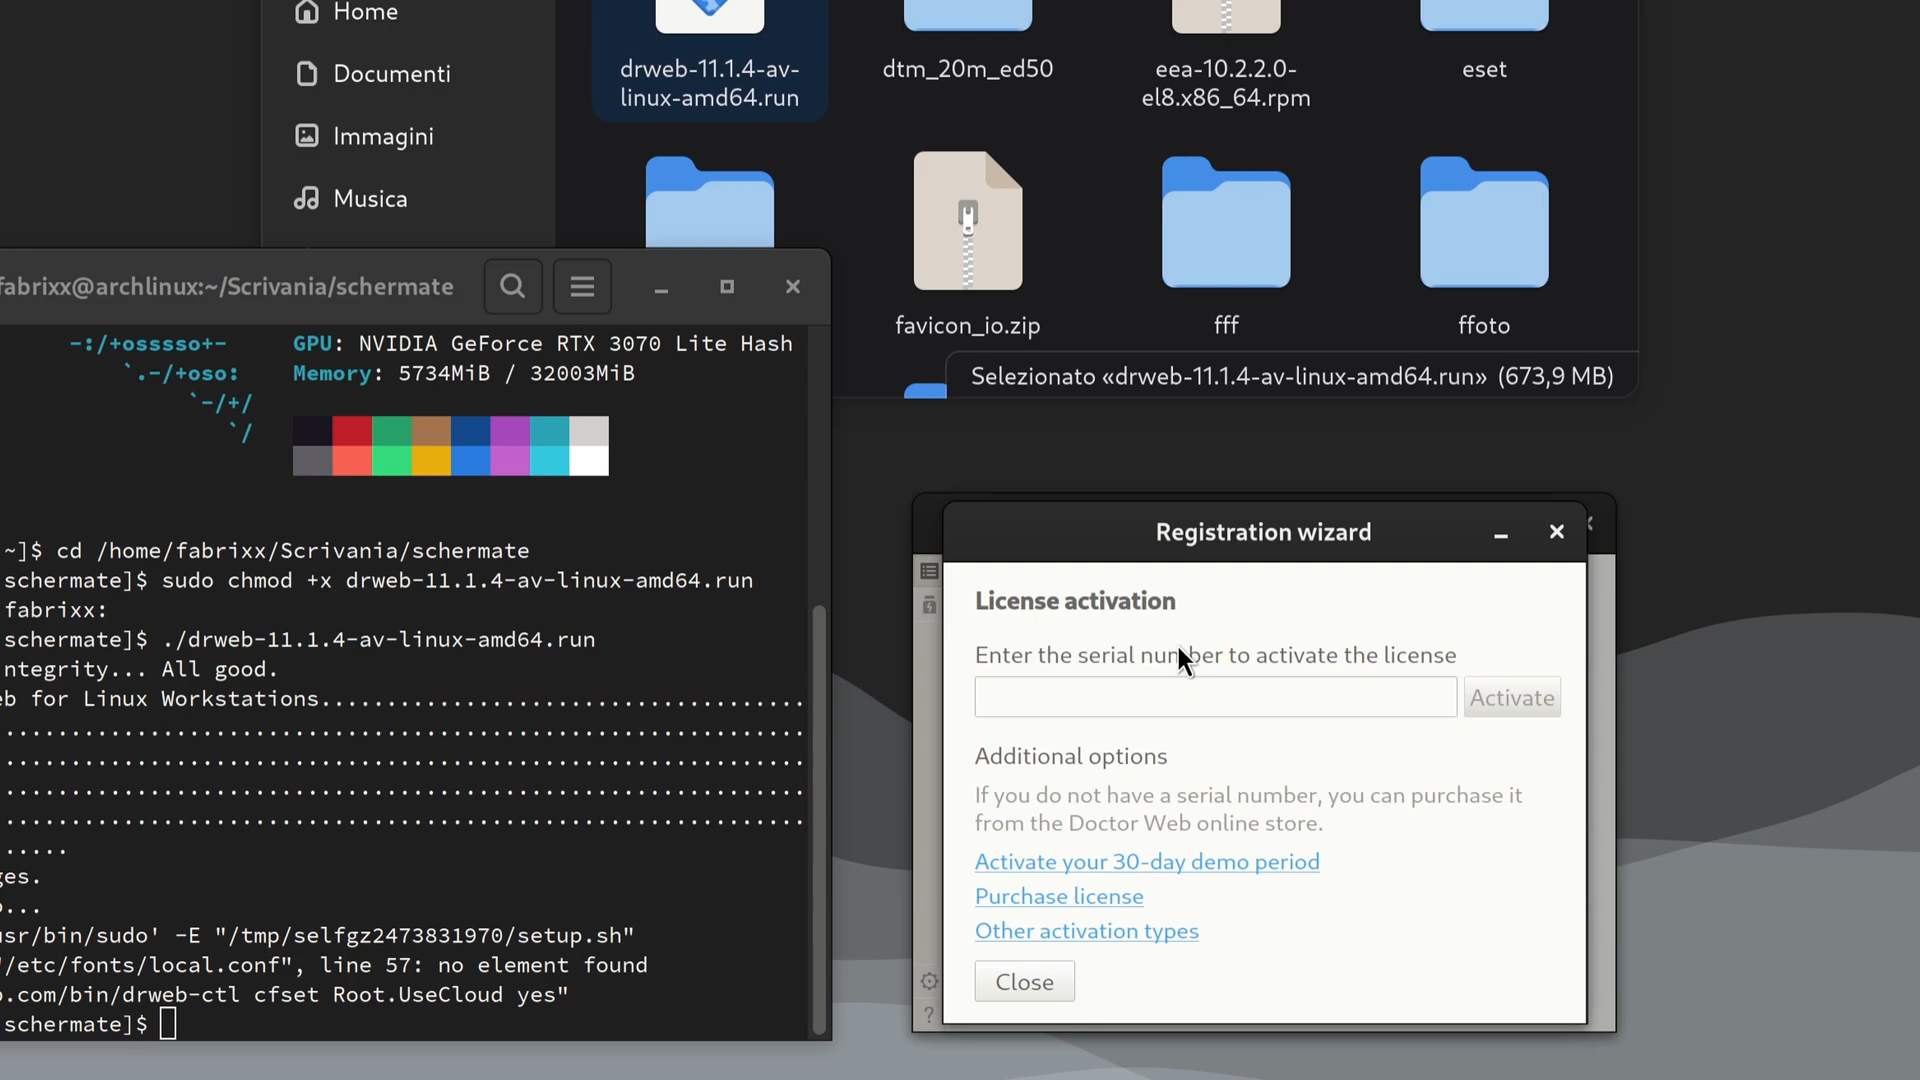 Home
Documenti
Immagini
Musica
drweb-11.1.4-av-
linux-amd64.run
dtm_20m_ed50
eea-10.2.2.0-
el8.x86_64.rpm
eset
favicon_io.zip
fff
ffoto
Selezionato «drweb-11.1.4-av-linux-amd64.run» (673,9 MB)
fabrixx@archlinux:~/Scrivania/schermate
-:/+osssso+- GPU: NVIDIA GeForce RTX 3070 Lite Hash
`.-/+oso: Memory: 5734MiB / 32003MiB
`-/+/
`/
~]$ cd /home/fabrixx/Scrivania/schermate
schermate]$ sudo chmod +x drweb-11.1.4-av-linux-amd64.run
fabrixx:
schermate]$ ./drweb-11.1.4-av-linux-amd64.run
ntegrity... All good.
eb for Linux Workstations.....................................
.............................................................
.............................................................
.............................................................
.............................................................
.....
ges.
...
usr/bin/sudo' -E "/tmp/selfgz2473831970/setup.sh"
"/etc/fonts/local.conf", line 57: no element found
.com/bin/drweb-ctl cfset Root.UseCloud yes"
schermate]$
Registration wizard
License activation
Enter the serial number to activate the license
Activate
Additional options
If you do not have a serial number, you can purchase it
from the Doctor Web online store.
Activate your 30-day demo period
Purchase license
Other activation types
Close
?